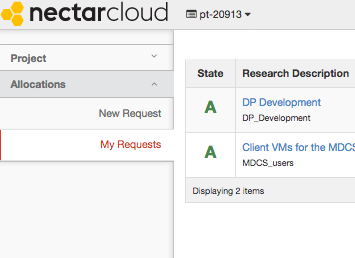 nectarcloud
pt-20913
Project
Allocations
New Request
My Requests
State Research Description
A DP Development
DP_Development
A Client VMs for the MDCS
MDCS_users
Displaying 2 items